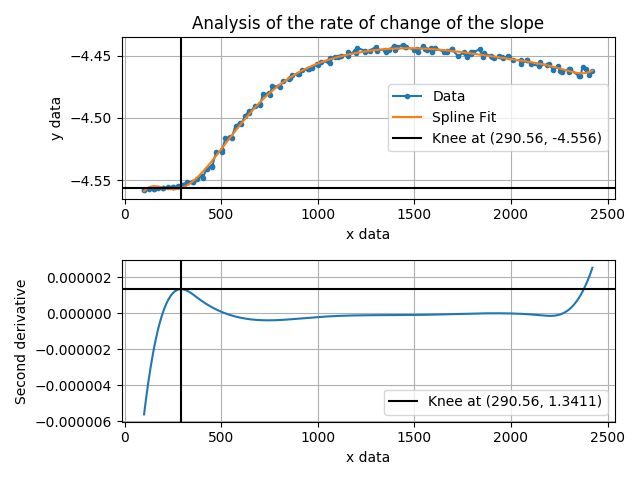 Analysis of the rate of change of the slope
−4.45
−4.50
−4.55
y data
Data
Spline Fit
Knee at (290.56, -4.556)
0 500 1000 1500 2000 2500
x data
0.000002
0.000000
−0.000002
−0.000004
−0.000006
Second derivative
Knee at (290.56, 1.3411)
0 500 1000 1500 2000 2500
x data